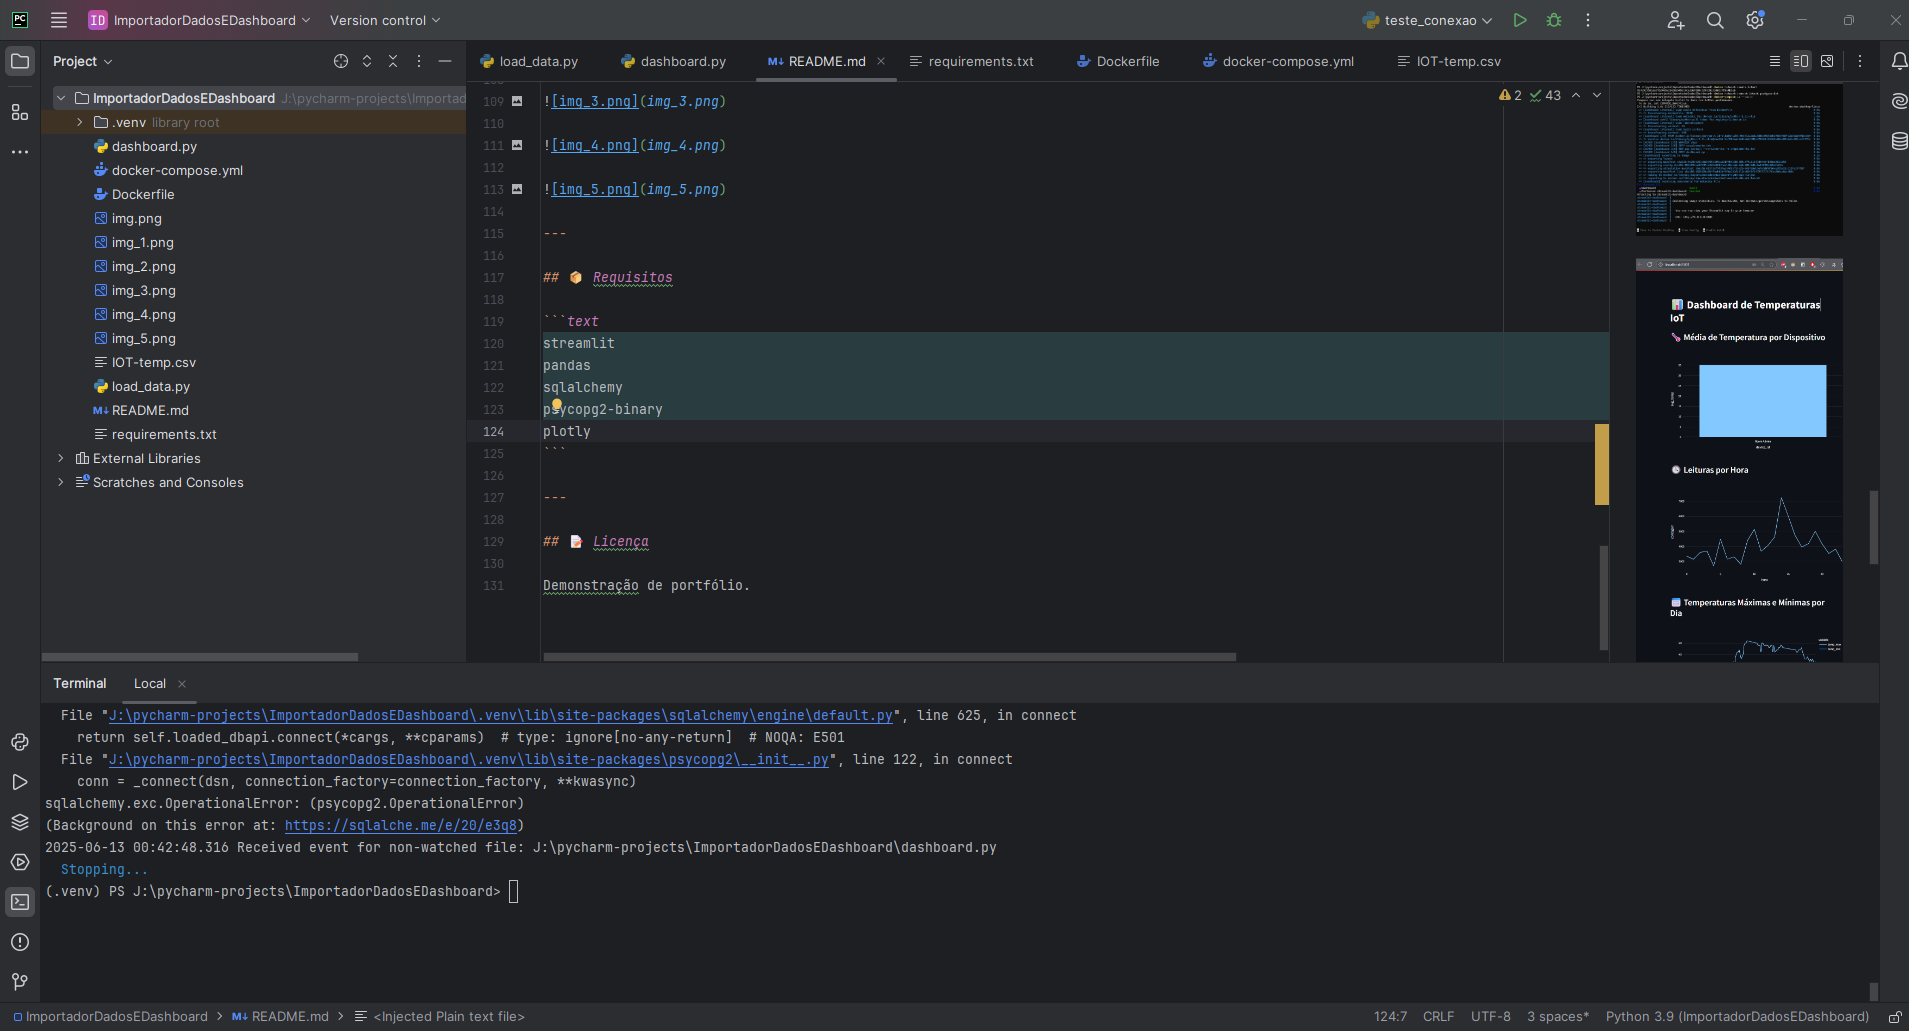 PC
ID ImportadorDadosEDashboard
Version control
teste_conexao
Project
load_data.py
dashboard.py
M↓ README.md
requirements.txt
Dockerfile
docker-compose.yml
IOT-temp.csv
ImportadorDadosEDashboard J:\pycharm-projects\Importad
.venv library root
dashboard.py
docker-compose.yml
Dockerfile
img.png
img_1.png
img_2.png
img_3.png
img_4.png
img_5.png
IOT-temp.csv
load_data.py
M↓ README.md
requirements.txt
External Libraries
Scratches and Consoles
2 43
109 ![img_3.png](img_3.png)
110
111 ![img_4.png](img_4.png)
112
113 ![img_5.png](img_5.png)
114
115 ---
116
117 ## 📦 Requisitos
118
119 ```text
120 streamlit
121 pandas
122 sqlalchemy
123 psycopg2-binary
124 plotly
125 ```
126
127 ---
128
129 ## 📝 Licença
130
131 Demonstração de portfólio.
📊 Dashboard de Temperaturas
IoT
Média de Temperatura por Dispositivo
Leituras por Hora
Temperaturas Máximas e Mínimas por
Dia
Terminal
Local
File "J:\pycharm-projects\ImportadorDadosEDashboard\.venv\lib\site-packages\sqlalchemy\engine\default.py", line 625, in connect
return self.loaded_dbapi.connect(*cargs, **cparams)  # type: ignore[no-any-return]  # NOQA: E501
File "J:\pycharm-projects\ImportadorDadosEDashboard\.venv\lib\site-packages\psycopg2\__init__.py", line 122, in connect
conn = _connect(dsn, connection_factory=connection_factory, **kwasync)
sqlalchemy.exc.OperationalError: (psycopg2.OperationalError)
(Background on this error at: https://sqlalche.me/e/20/e3q8)
2025-06-13 00:42:48.316 Received event for non-watched file: J:\pycharm-projects\ImportadorDadosEDashboard\dashboard.py
Stopping...
(.venv) PS J:\pycharm-projects\ImportadorDadosEDashboard>
ImportadorDadosEDashboard > M↓ README.md > <Injected Plain text file>
124:7 CRLF UTF-8 3 spaces* Python 3.9 (ImportadorDadosEDashboard)